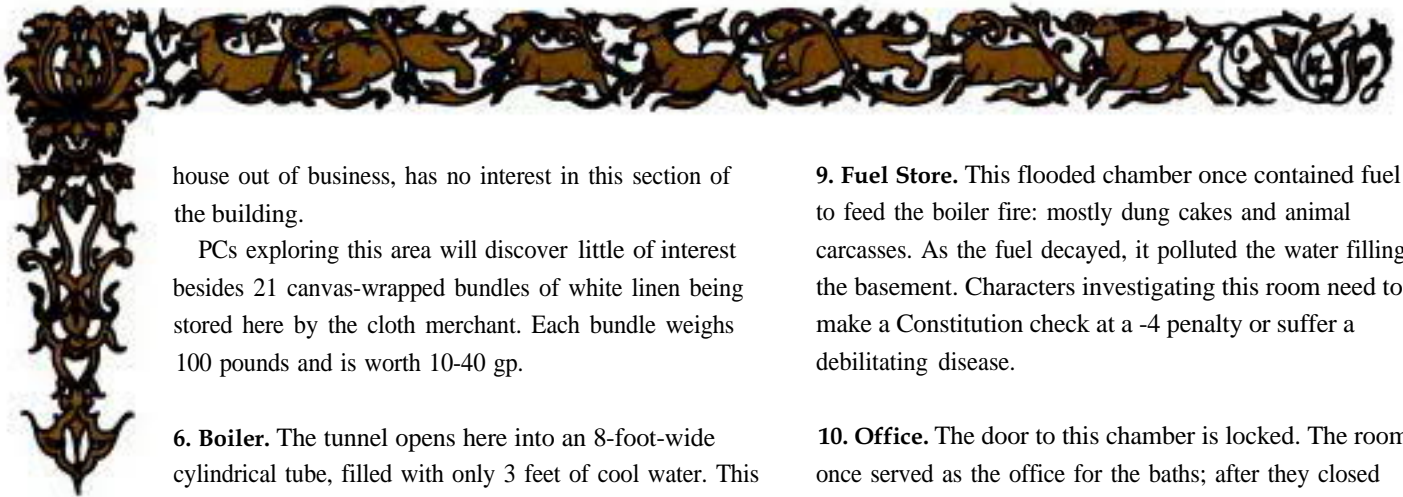 house out of business, has no interest in this section of
the building.
PCs exploring this area will discover little of interest
besides 21 canvas-wrapped bundles of white linen being
stored here by the cloth merchant. Each bundle weighs
100 pounds and is worth 10-40 gp.
6. Boiler. The tunnel opens here into an 8-foot-wide
cylindrical tube, filled with only 3 feet of cool water. This
9. Fuel Store. This flooded chamber once contained fuel
to feed the boiler fire: mostly dung cakes and animal
carcasses. As the fuel decayed, it polluted the water filling
the basement. Characters investigating this room need to
make a Constitution check at a -4 penalty or suffer a
debilitating disease.
10. Office. The door to this chamber is locked. The room
once served as the office for the baths; after they closed